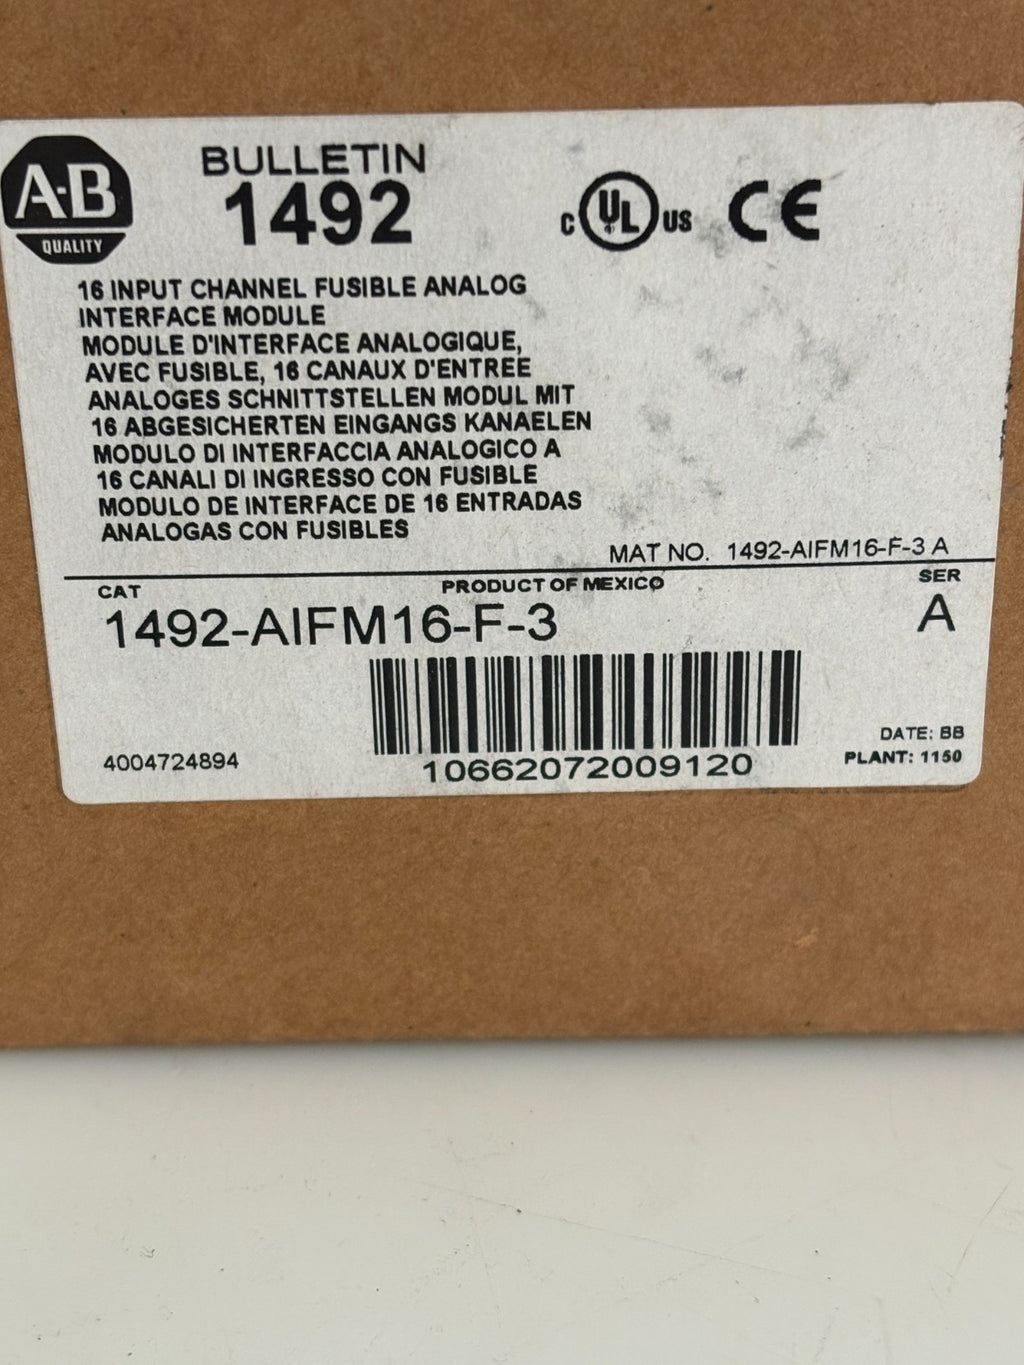 A-B
QUALITY
BULLETIN
1492
C UL US CE
16 INPUT CHANNEL FUSIBLE ANALOG
INTERFACE MODULE
MODULE D'INTERFACE ANALOGIQUE,
AVEC FUSIBLE, 16 CANAUX D'ENTREE
ANALOGES SCHNITTSTELLEN MODUL MIT
16 ABGESICHERTEN EINGANGS KANAELEN
MODULO DI INTERFACCIA ANALOGICO A
16 CANALI DI INGRESSO CON FUSIBLE
MODULO DE INTERFACE DE 16 ENTRADAS
ANALOGAS CON FUSIBLES
MAT NO. 1492-AIFM16-F-3 A
CAT PRODUCT OF MEXICO SER
1492-AIFM16-F-3 A
DATE: BB
4004724894 10662072009120 PLANT: 1150